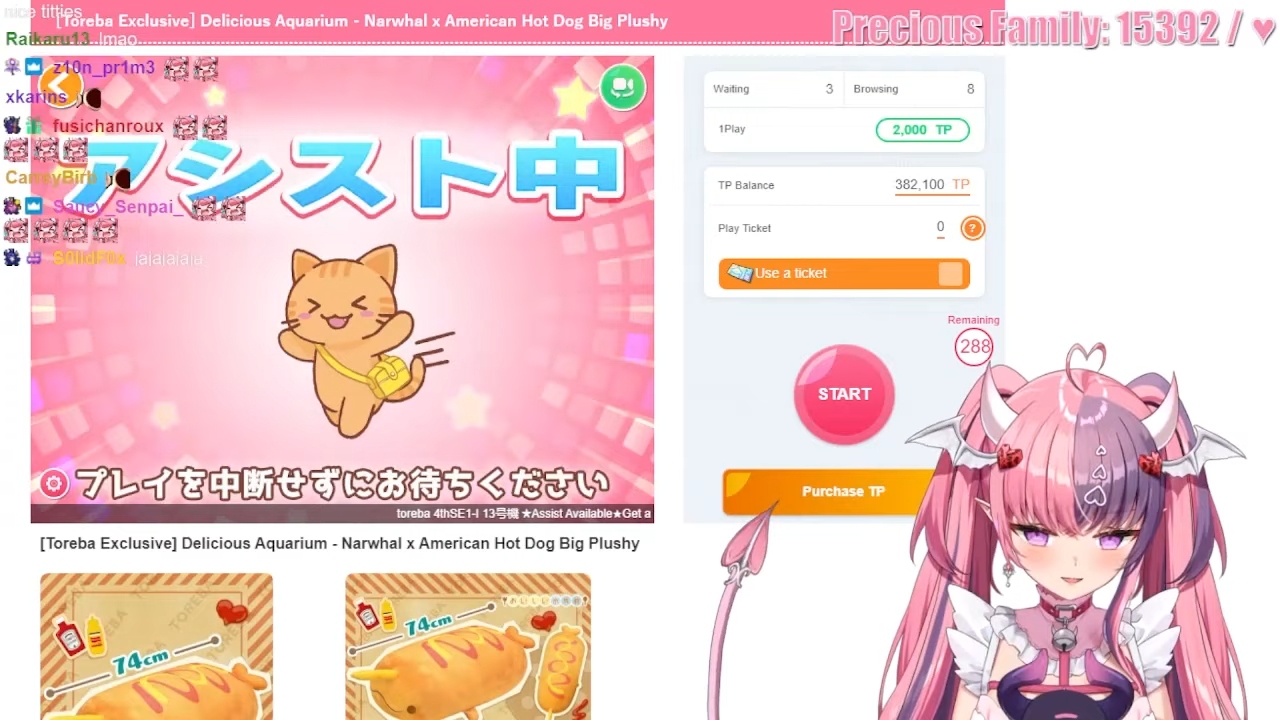 nice titties
[Toreba Exclusive] Delicious Aquarium - Narwhal x American Hot Dog Big Plushy
Precious Family: 15392 / ♥
Raikaru13 lmao
z10n_pr1m3
xkarins
fusichanroux
アシスト中
jajajajaja
プレイを中断せずにお待ちください
toreba 4thSE1-I 13号機 ★Assist Available★Get a
Waiting 3
Browsing 8
1Play 2,000 TP
TP Balance 382,100 TP
Play Ticket 0 ?
Use a ticket
Remaining
288
START
Purchase TP
[Toreba Exclusive] Delicious Aquarium - Narwhal x American Hot Dog Big Plushy
74cm
74cm